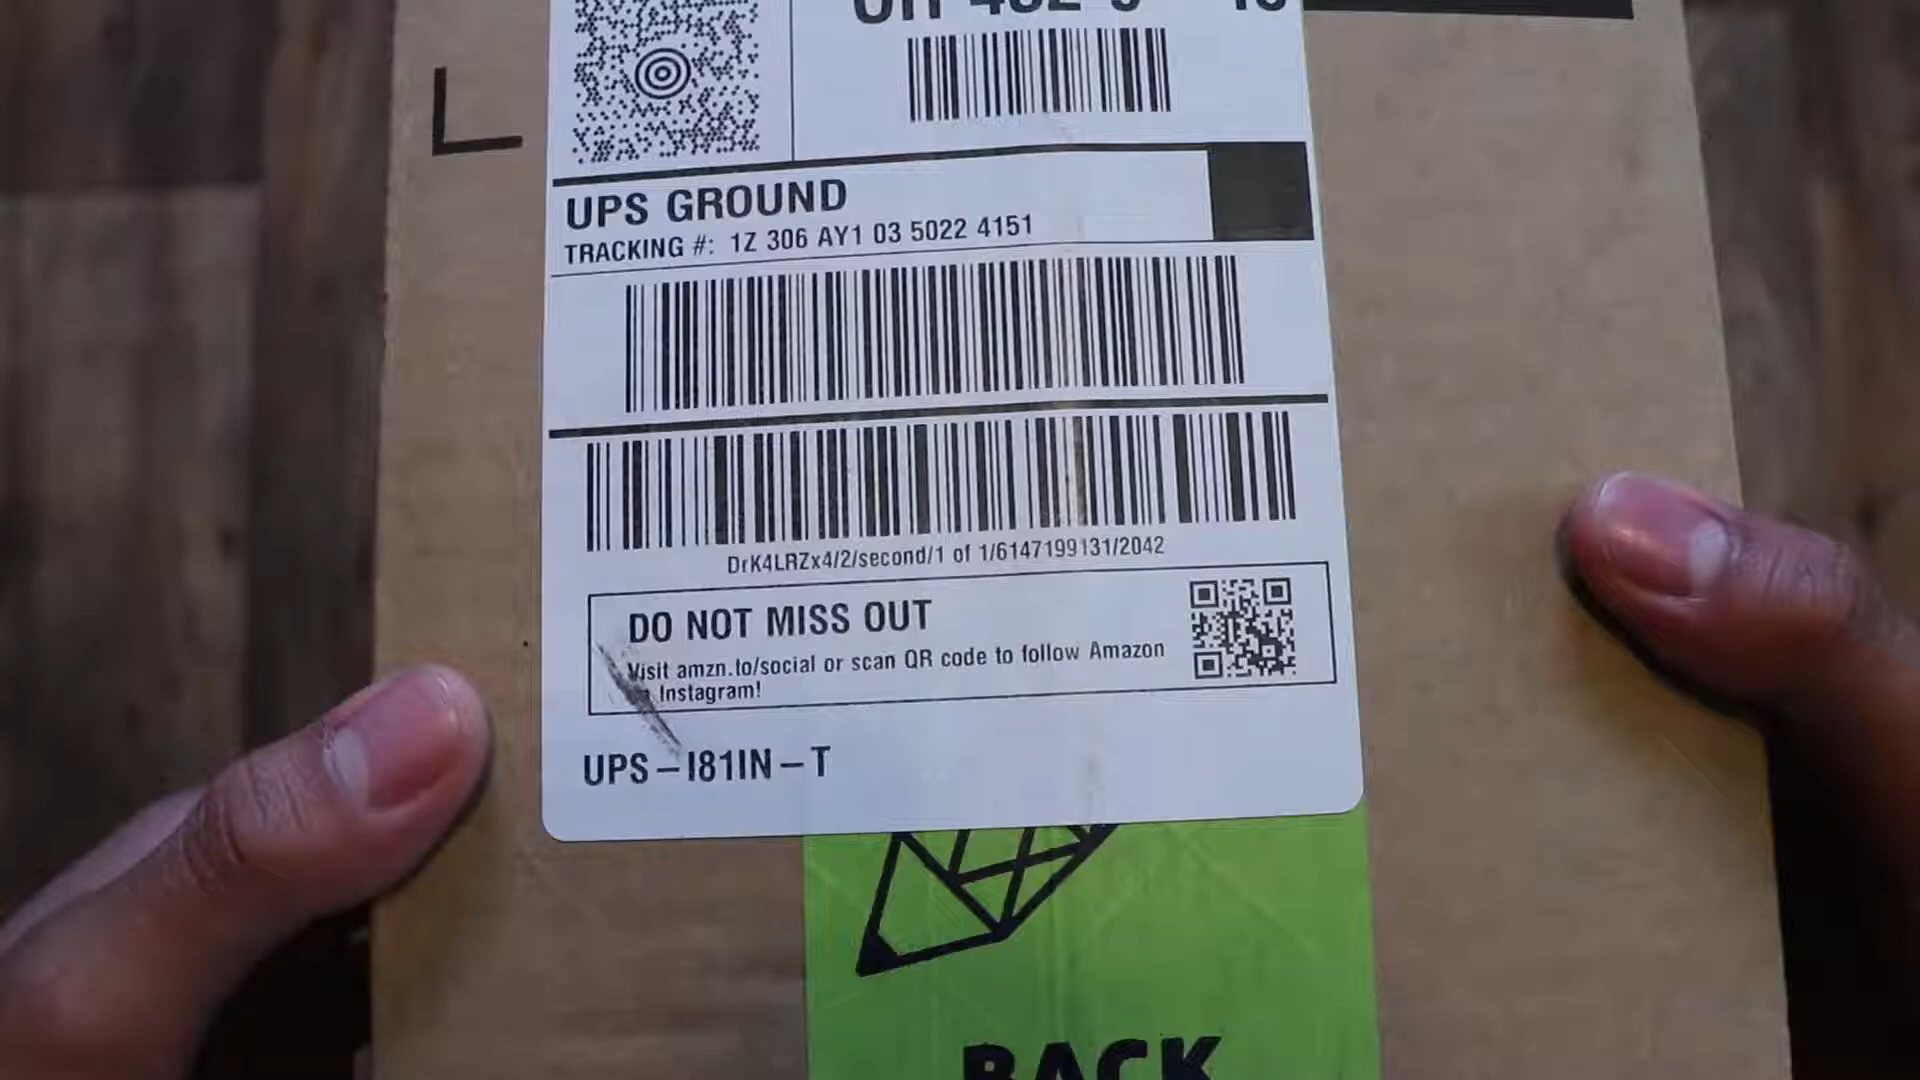 UPS GROUND
TRACKING #: 1Z 306 AY1 03 5022 4151
DrK4LRZx4/2/second/1 of 1/6147199131/2042
DO NOT MISS OUT
Visit amzn.to/social or scan QR code to follow Amazon
Instagram!
UPS-I81IN-T
BACK